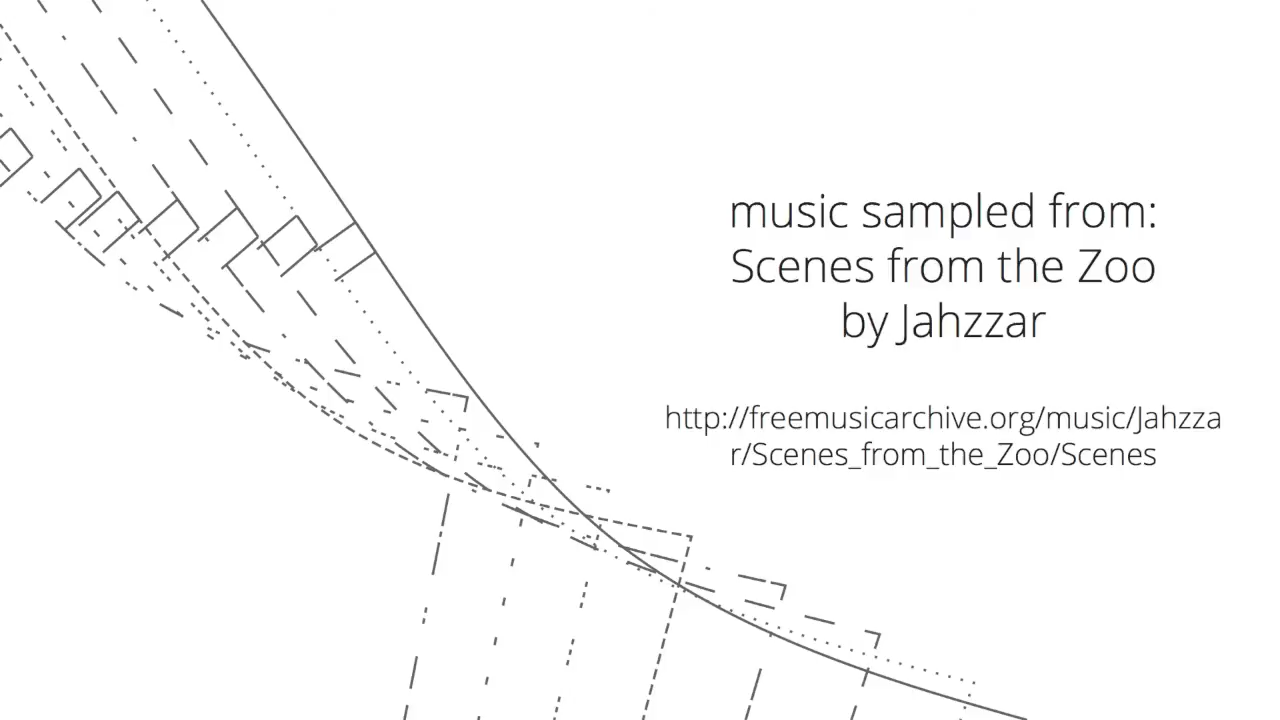 music sampled from:
Scenes from the Zoo
by Jahzzar
http://freemusicarchive.org/music/Jahzza
r/Scenes_from_the_Zoo/Scenes